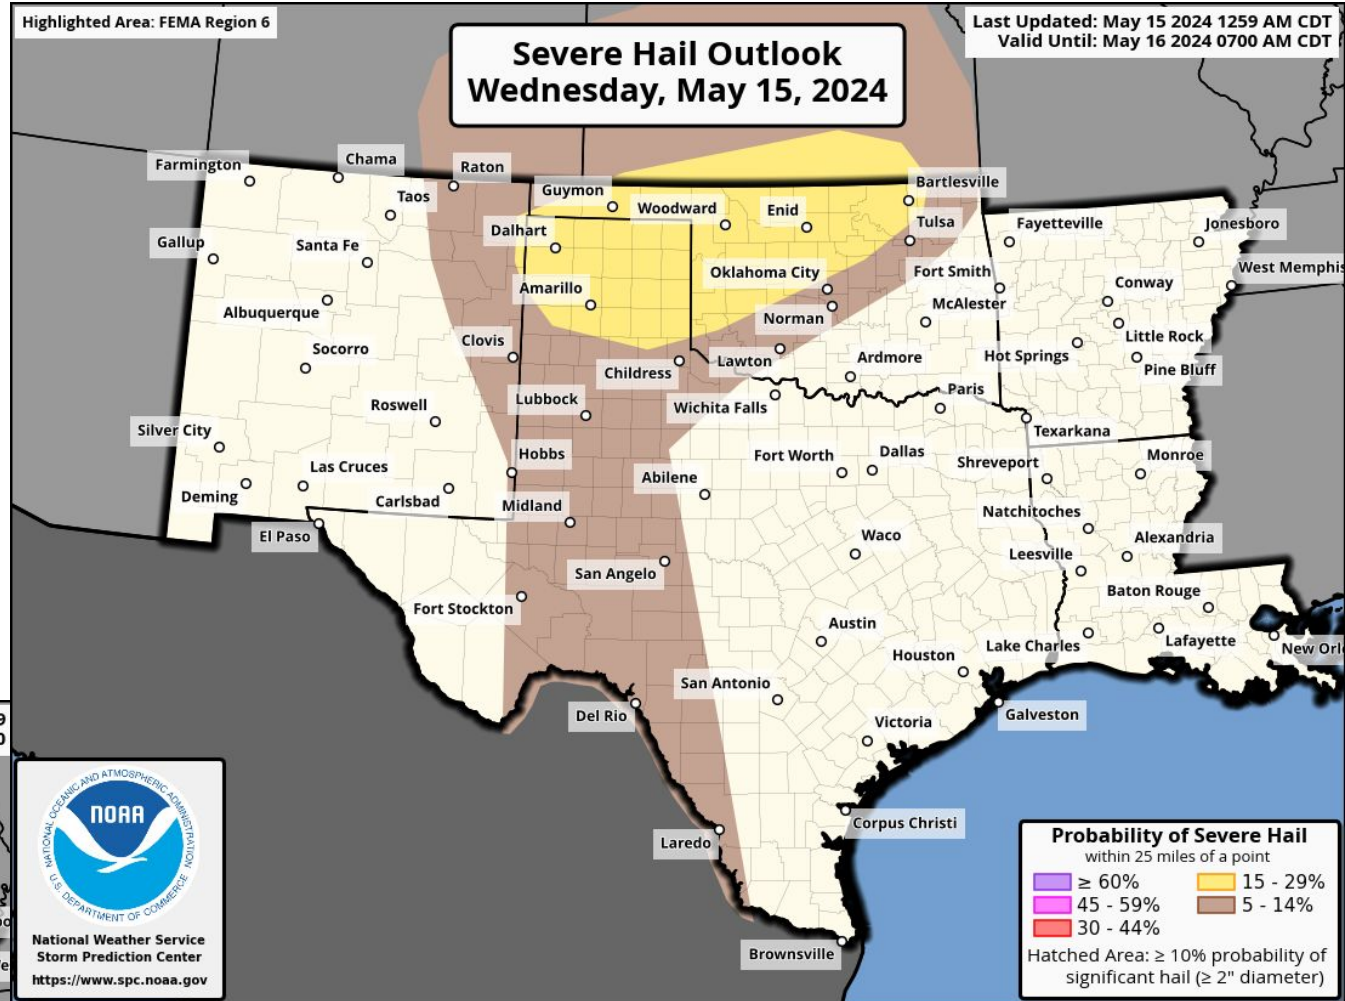 Highlighted Area: FEMA Region 6
Severe Hail Outlook
Wednesday, May 15, 2024
Last Updated: May 15 2024 1259 AM CDT
Valid Until: May 16 2024 0700 AM CDT
Farmington
Chama
Raton
Taos
Guymon
Woodward
Enid
Bartlesville
Gallup
Santa Fe
Dalhart
Tulsa
Fayetteville
Jonesboro
Albuquerque
Amarillo
Oklahoma City
Fort Smith
West Memphis
Conway
Norman
McAlester
Little Rock
Socorro
Clovis
Childress
Lawton
Ardmore
Hot Springs
Pine Bluff
Roswell
Lubbock
Wichita Falls
Paris
Texarkana
Silver City
Las Cruces
Hobbs
Abilene
Fort Worth
Dallas
Shreveport
Monroe
Deming
Carlsbad
Midland
Natchitoches
El Paso
San Angelo
Waco
Leesville
Alexandria
Fort Stockton
Austin
Baton Rouge
Houston
Lake Charles
Lafayette
New Orl
Del Rio
San Antonio
Victoria
Galveston
Laredo
Corpus Christi
Brownsville
9
0
NATIONAL OCEANIC AND ATMOSPHERIC ADMINISTRATION
NOAA
U.S. DEPARTMENT OF COMMERCE
National Weather Service
Storm Prediction Center
https://www.spc.noaa.gov
Probability of Severe Hail
within 25 miles of a point
≥ 60%
15 - 29%
45 - 59%
5 - 14%
30 - 44%
Hatched Area: ≥ 10% probability of
significant hail (≥ 2" diameter)